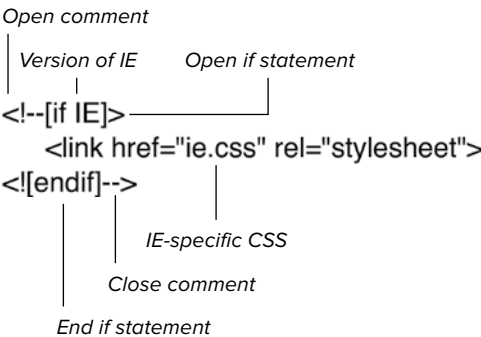 Open comment
Version of IE
Open if statement
<!--[if IE]>
<link href="ie.css" rel="stylesheet">
<![endif]-->
IE-specific CSS
Close comment
End if statement